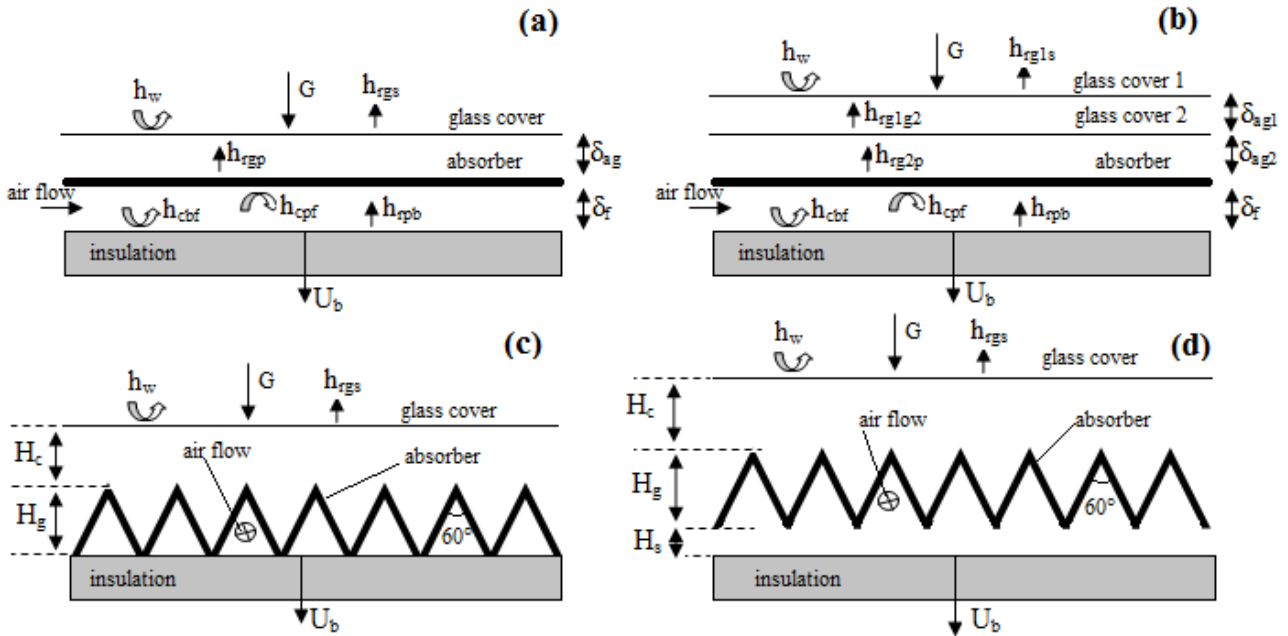 (a)
h_w
G
h_rgs
glass cover
h_rgp
absorber
δ_ag
air flow
h_cbf
h_cpf
h_rpb
δ_f
insulation
U_b
(b)
h_w
G
h_rg1s
glass cover 1
h_rg1g2
glass cover 2
δ_ag1
h_rg2p
absorber
δ_ag2
air flow
h_cbf
h_cpf
h_rpb
δ_f
insulation
U_b
(c)
h_w
G
h_rgs
glass cover
H_c
air flow
absorber
H_g
60°
insulation
U_b
(d)
h_w
G
h_rgs
glass cover
H_c
air flow
absorber
H_g
60°
H_s
insulation
U_b